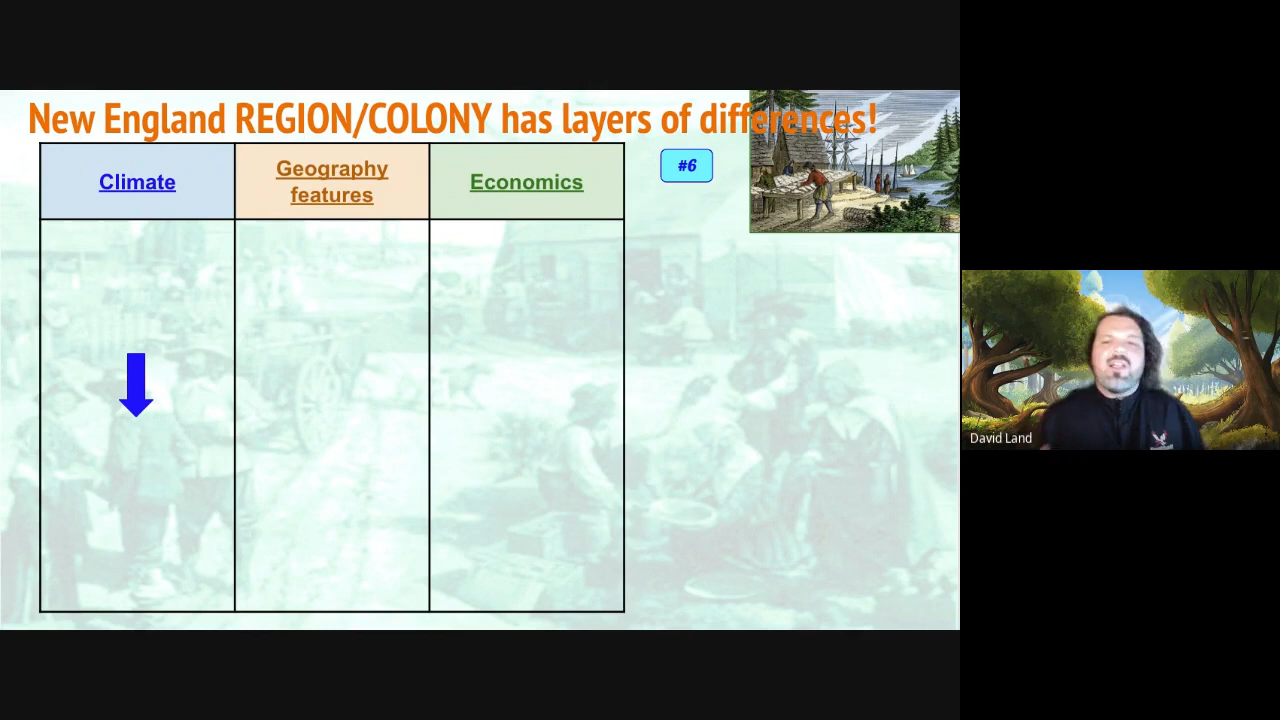 New England REGION/COLONY has layers of differences!
Climate
Geography
features
Economics
#6
David Land